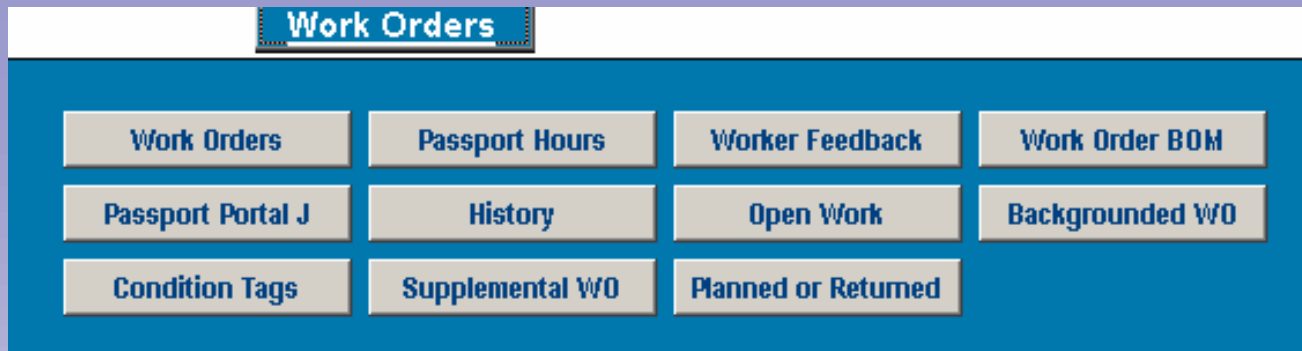 Work Orders
Work Orders Passport Hours Worker Feedback Work Order BOM
Passport Portal J History Open Work Backgrounded WO
Condition Tags Supplemental WO Planned or Returned